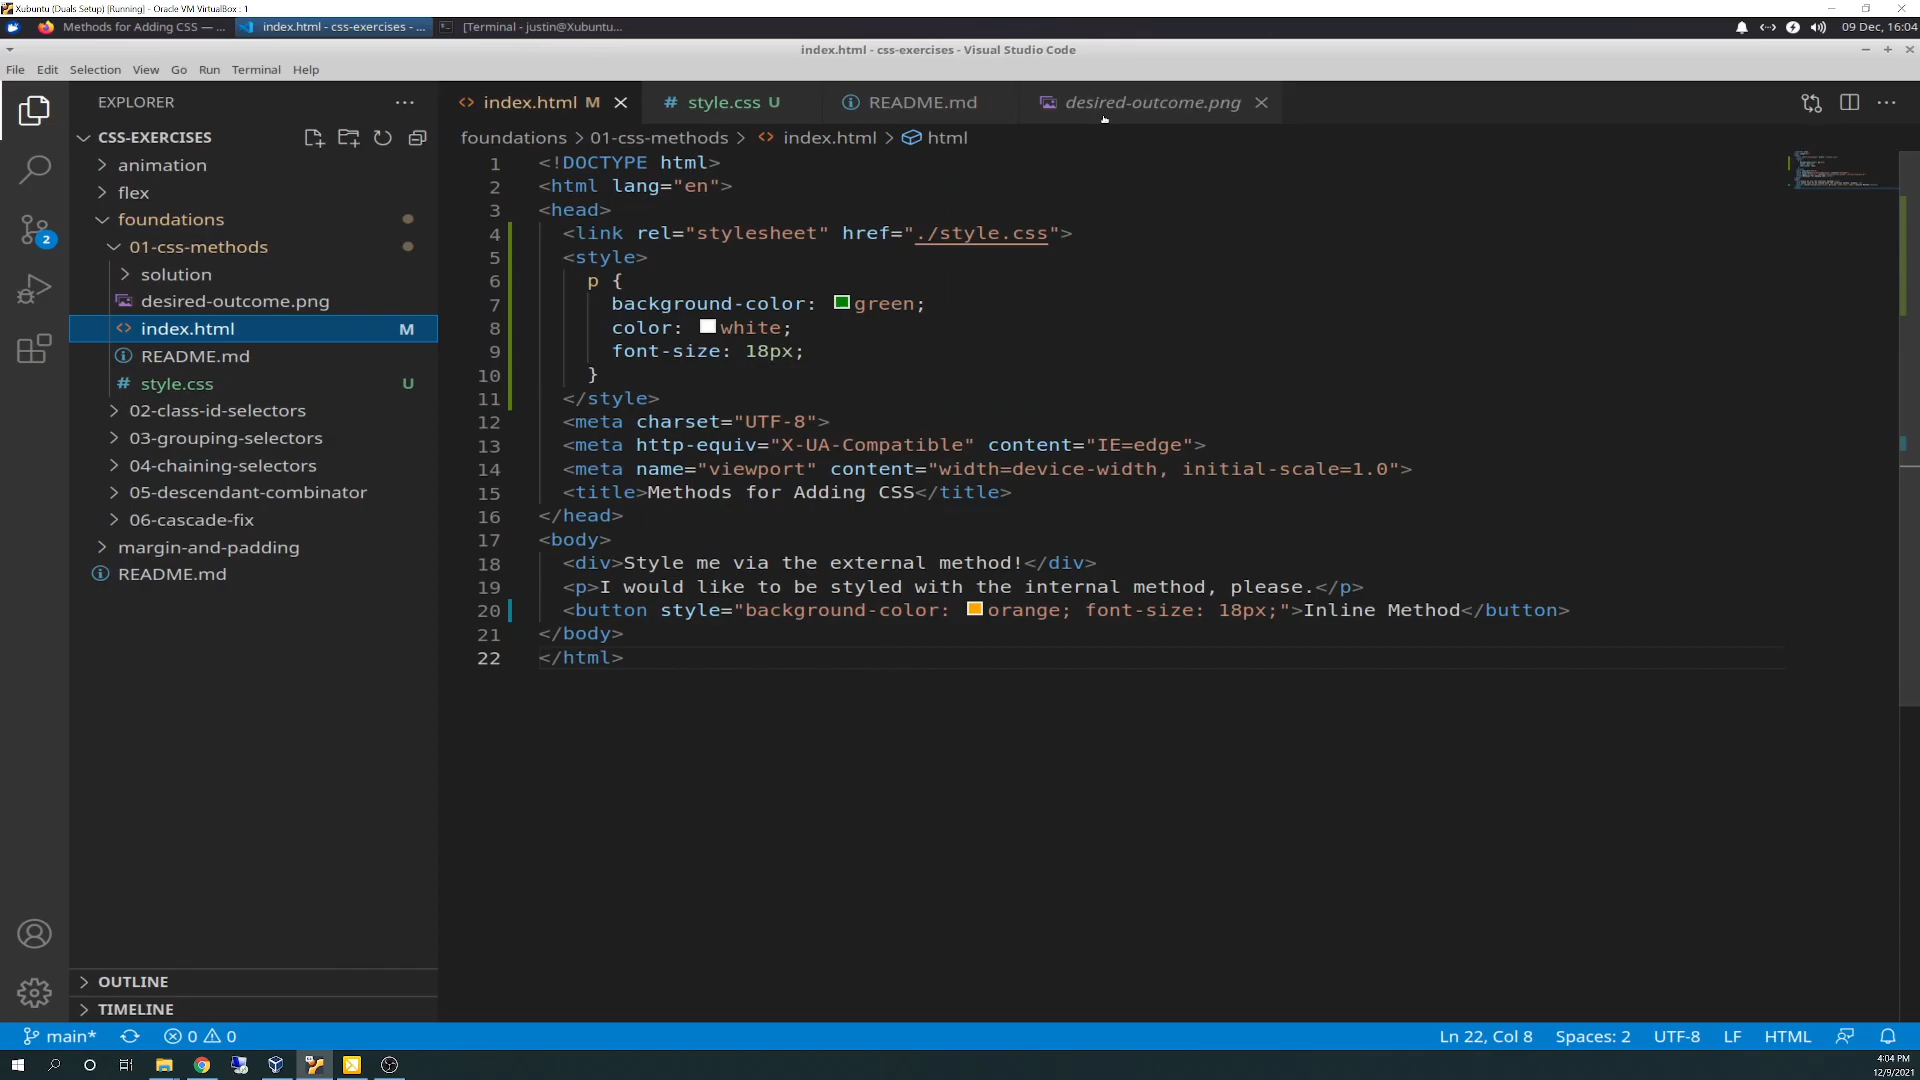 Xubuntu (Duals Setup) [Running] - Oracle VM VirtualBox : 1
Methods for Adding CSS — ...
index.html - css-exercises - ...
[Terminal - justin@Xubuntu...
09 Dec, 16:04
index.html - css-exercises - Visual Studio Code
File Edit Selection View Go Run Terminal Help
EXPLORER
index.html M
style.css U
README.md
desired-outcome.png
CSS-EXERCISES
foundations > 01-css-methods > index.html > html
animation
flex
foundations
01-css-methods
solution
desired-outcome.png
index.html M
README.md
style.css U
02-class-id-selectors
03-grouping-selectors
04-chaining-selectors
05-descendant-combinator
06-cascade-fix
margin-and-padding
README.md
2
1 <!DOCTYPE html>
2 <html lang="en">
3 <head>
4 <link rel="stylesheet" href="./style.css">
5 <style>
6 p {
7 background-color: green;
8 color: white;
9 font-size: 18px;
10 }
11 </style>
12 <meta charset="UTF-8">
13 <meta http-equiv="X-UA-Compatible" content="IE=edge">
14 <meta name="viewport" content="width=device-width, initial-scale=1.0">
15 <title>Methods for Adding CSS</title>
16 </head>
17 <body>
18 <div>Style me via the external method!</div>
19 <p>I would like to be styled with the internal method, please.</p>
20 <button style="background-color: orange; font-size: 18px;">Inline Method</button>
21 </body>
22 </html>
OUTLINE
TIMELINE
main* 0 0
Ln 22, Col 8 Spaces: 2 UTF-8 LF HTML
4:04 PM
12/9/2021